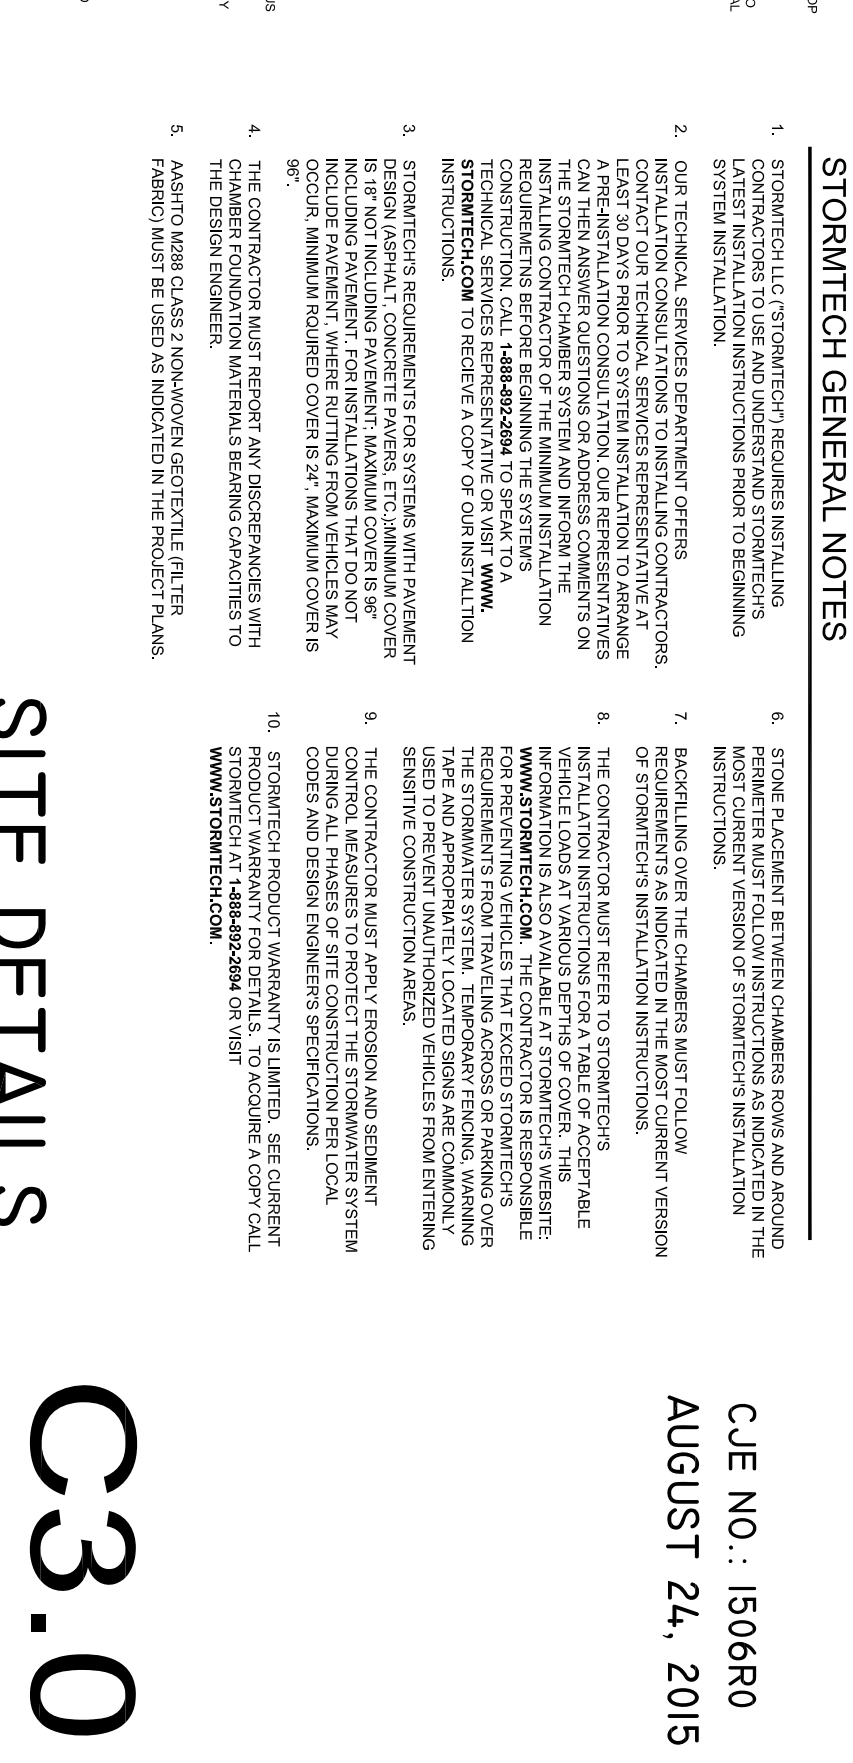 STORMTECH GENERAL NOTES
1. STORMTECH LLC ("STORMTECH") REQUIRES INSTALLING
CONTRACTORS TO USE AND UNDERSTAND STORMTECH'S
LATEST INSTALLATION INSTRUCTIONS PRIOR TO BEGINNING
SYSTEM INSTALLATION.
2. OUR TECHNICAL SERVICES DEPARTMENT OFFERS
INSTALLATION CONSULTATIONS TO INSTALLING CONTRACTORS.
CONTACT OUR TECHNICAL SERVICES REPRESENTATIVE AT
LEAST 30 DAYS PRIOR TO SYSTEM INSTALLATION TO ARRANGE
A PRE-INSTALLATION CONSULTATION. OUR REPRESENTATIVES
CAN THEN ANSWER QUESTIONS OR ADDRESS COMMENTS ON
THE STORMTECH CHAMBER SYSTEM AND INFORM THE
INSTALLING CONTRACTOR OF THE MINIMUM INSTALLATION
REQUIREMETNS BEFORE BEGINNING THE SYSTEM'S
CONSTRUCTION. CALL 1-888-892-2694 TO SPEAK TO A
TECHNICAL SERVICES REPRESENTATIVE OR VISIT WWW.
STORMTECH.COM TO RECIEVE A COPY OF OUR INSTALLTION
INSTRUCTIONS.
3. STORMTECH'S REQUIREMENTS FOR SYSTEMS WITH PAVEMENT
DESIGN (ASPHALT, CONCRETE PAVERS, ETC.):MINIMUM COVER
IS 18" NOT INCLUDING PAVEMENT; MAXIMUM COVER IS 96"
INCLUDING PAVEMENT. FOR INSTALLATIONS THAT DO NOT
INCLUDE PAVEMENT, WHERE RUTTING FROM VEHICLES MAY
OCCUR, MINIMUM RQUIRED COVER IS 24", MAXIMUM COVER IS
96".
4. THE CONTRACTOR MUST REPORT ANY DISCREPANCIES WITH
CHAMBER FOUNDATION MATERIALS BEARING CAPACITIES TO
THE DESIGN ENGINEER.
5. AASHTO M288 CLASS 2 NON-WOVEN GEOTEXTILE (FILTER
FABRIC) MUST BE USED AS INDICATED IN THE PROJECT PLANS.
6. STONE PLACEMENT BETWEEN CHAMBERS ROWS AND AROUND
PERIMETER MUST FOLLOW INSTRUCTIONS AS INDICATED IN THE
MOST CURRENT VERSION OF STORMTECH'S INSTALLATION
INSTRUCTIONS.
7. BACKFILLING OVER THE CHAMBERS MUST FOLLOW
REQUIREMENTS AS INDICATED IN THE MOST CURRENT VERSION
OF STORMTECH'S INSTALLATION INSTRUCTIONS.
8. THE CONTRACTOR MUST REFER TO STORMTECH'S
INSTALLATION INSTRUCTIONS FOR A TABLE OF ACCEPTABLE
VEHICLE LOADS AT VARIOUS DEPTHS OF COVER. THIS
INFORMATION IS ALSO AVAILABLE AT STORMTECH'S WEBSITE:
WWW.STORMTECH.COM. THE CONTRACTOR IS RESPONSIBLE
FOR PREVENTING VEHICLES THAT EXCEED STORMTECH'S
REQUIREMENTS FROM TRAVELING ACROSS OR PARKING OVER
THE STORMWATER SYSTEM. TEMPORARY FENCING, WARNING
TAPE AND APPROPRIATELY LOCATED SIGNS ARE COMMONLY
USED TO PREVENT UNAUTHORIZED VEHICLES FROM ENTERING
SENSITIVE CONSTRUCTION AREAS.
9. THE CONTRACTOR MUST APPLY EROSION AND SEDIMENT
CONTROL MEASURES TO PROTECT THE STORMWATER SYSTEM
DURING ALL PHASES OF SITE CONSTRUCTION PER LOCAL
CODES AND DESIGN ENGINEER'S SPECIFICATIONS.
10. STORMTECH PRODUCT WARRANTY IS LIMITED. SEE CURRENT
PRODUCT WARRANTY FOR DETAILS. TO ACQUIRE A COPY CALL
STORMTECH AT 1-888-892-2694 OR VISIT
WWW.STORMTECH.COM.
CJE NO.: 1506R0
AUGUST 24, 2015
SITE DETAILS
C3.0